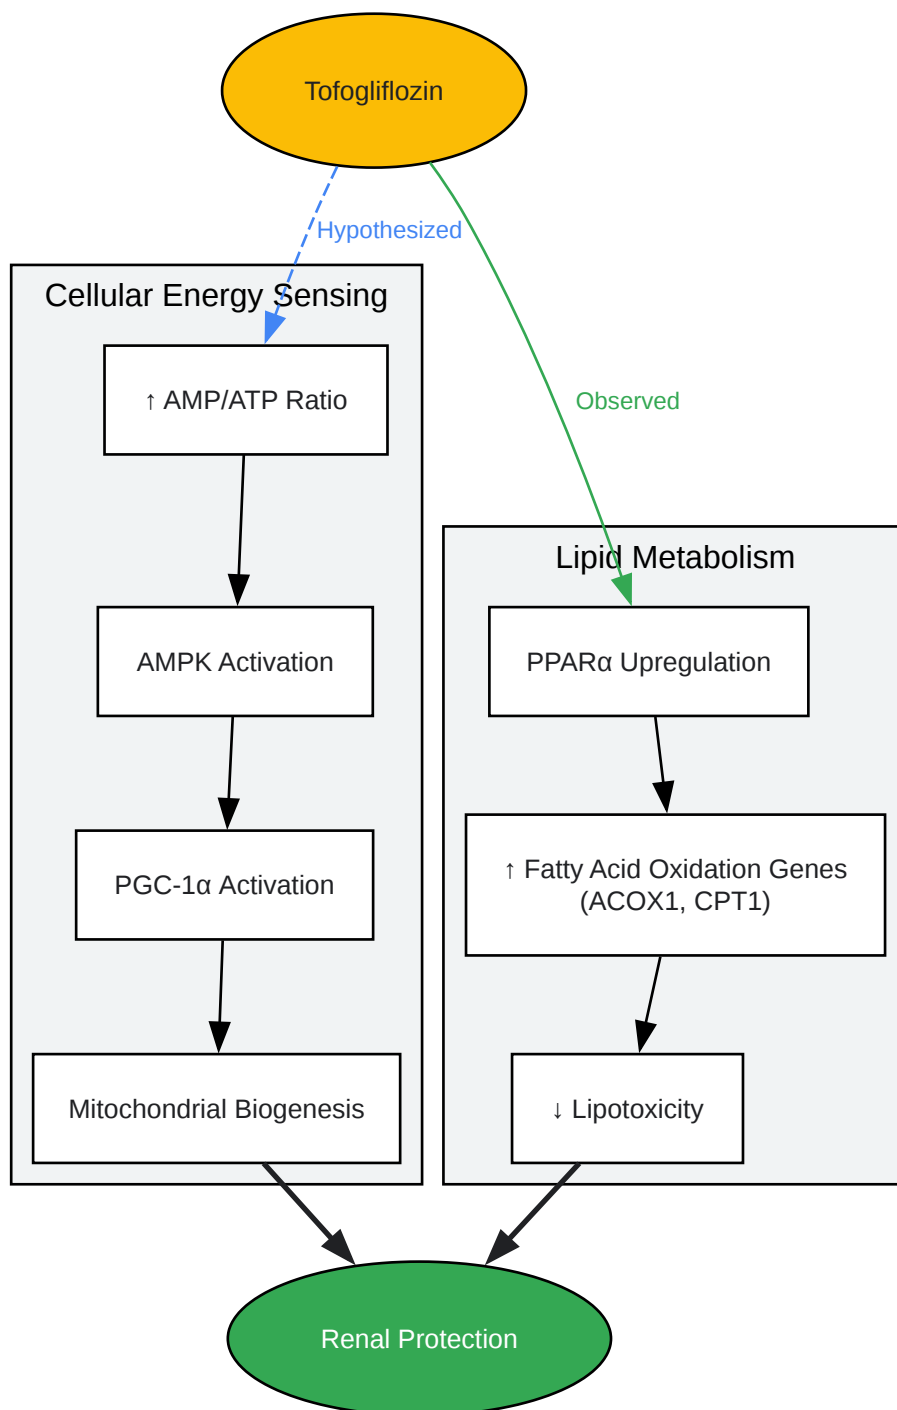 Tofogliflozin
Hypothesized
Cellular Energy Sensing
↑ AMP/ATP Ratio
Observed
AMPK Activation
PGC-1α Activation
Mitochondrial Biogenesis
Lipid Metabolism
PPARα Upregulation
↑ Fatty Acid Oxidation Genes
(ACOX1, CPT1)
↓ Lipotoxicity
Renal Protection